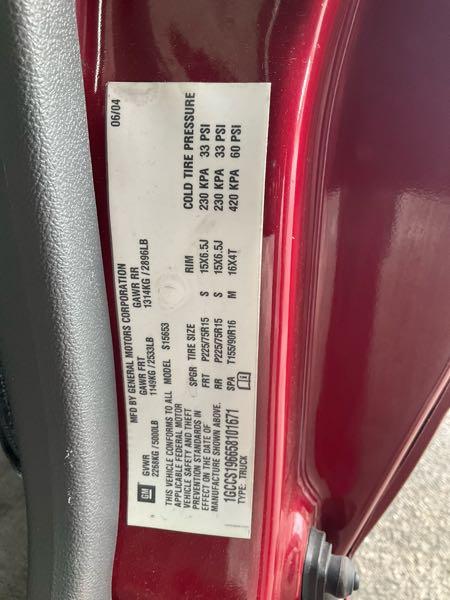 MFD BY GENERAL MOTORS CORPORATION
06/04
GM
GVWR GAWR FRT GAWR RR
2268KG/5000LB 1149KG/2533LB 1314KG/2896LB
THIS VEHICLE CONFORMS TO ALL
APPLICABLE FEDERAL MOTOR
VEHICLE SAFETY AND THEFT
PREVENTION STANDARDS IN
EFFECT ON THE DATE OF
MANUFACTURE SHOWN ABOVE.
1GCCS196658101671
TYPE: TRUCK
MODEL: S15653
SPGR TIRE SIZE RIM COLD TIRE PRESSURE
FRT P225/75R15 S 15X6.5J 230 KPA 33 PSI
RR P225/75R15 S 15X6.5J 230 KPA 33 PSI
SPA T155/90R16 M 16X4T 420 KPA 60 PSI